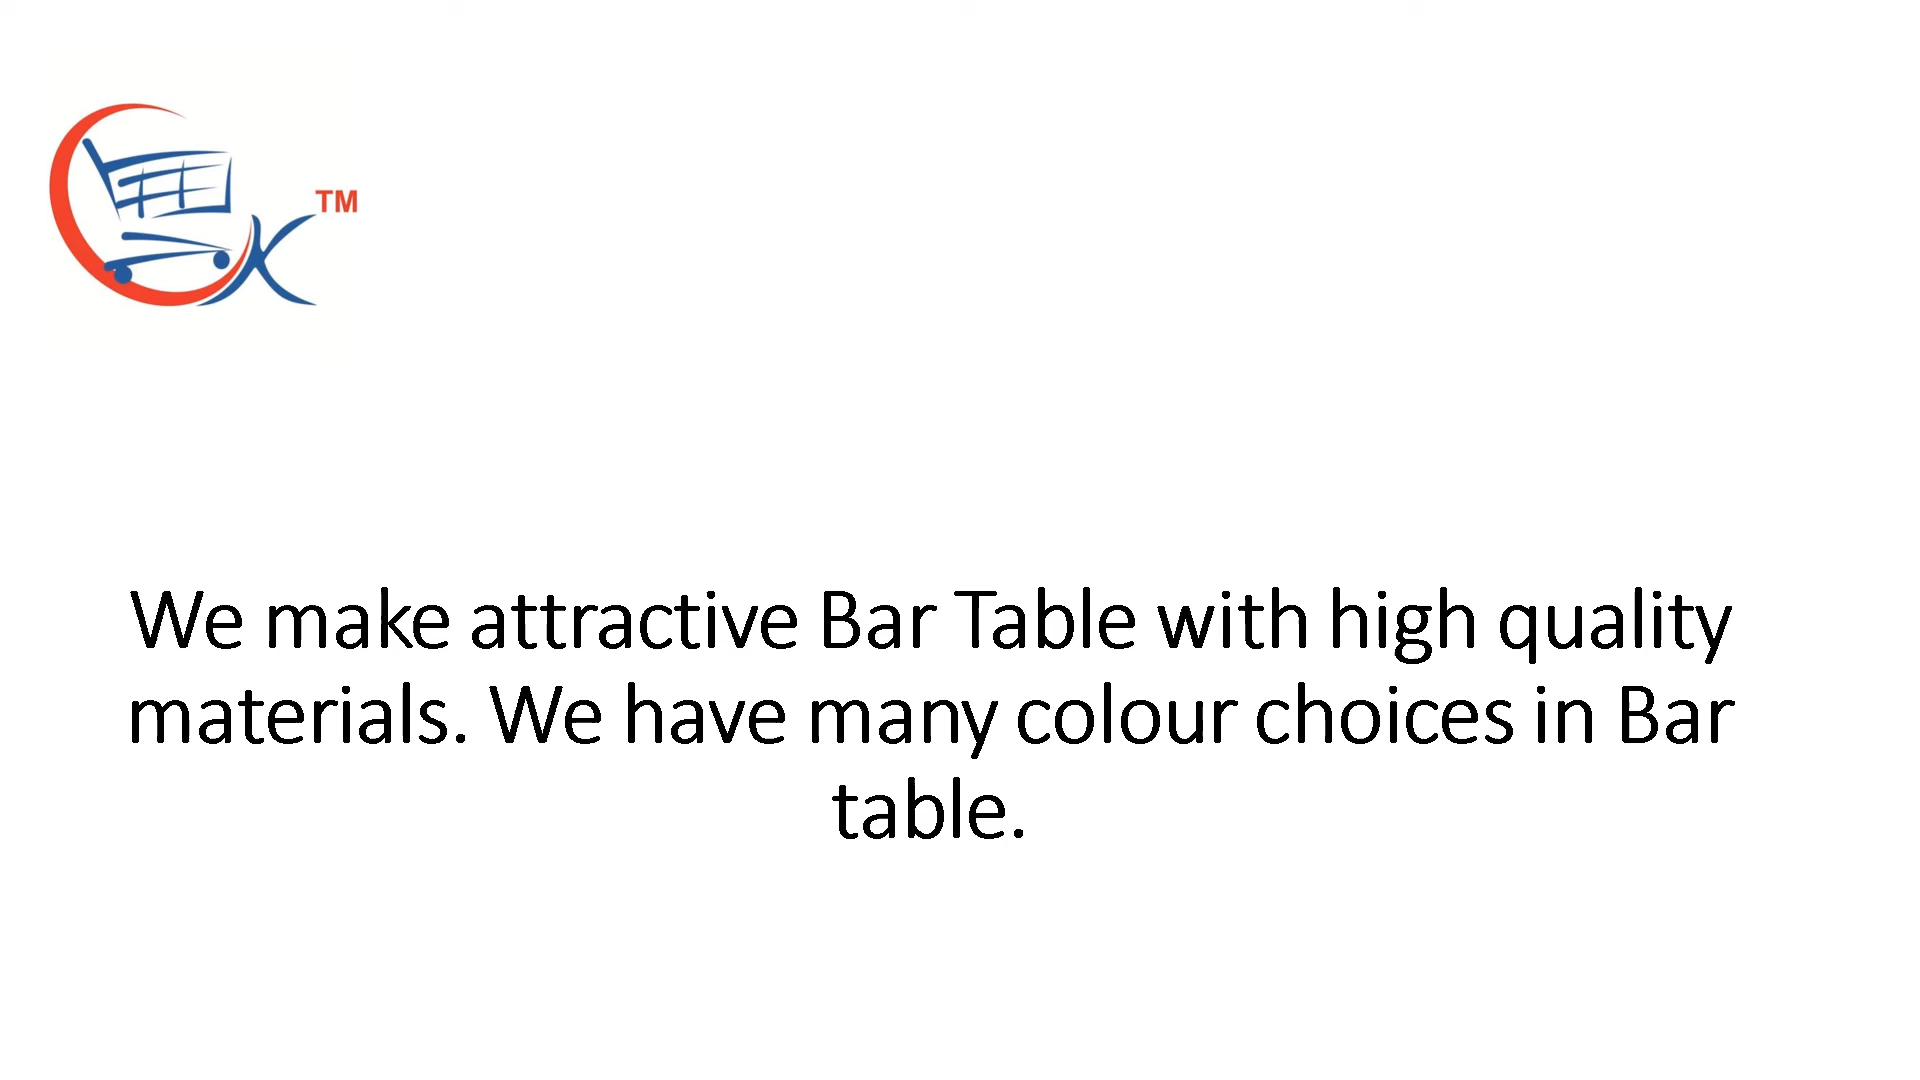 TM
We make attractive Bar Table with high quality
materials. We have many colour choices in Bar
table.